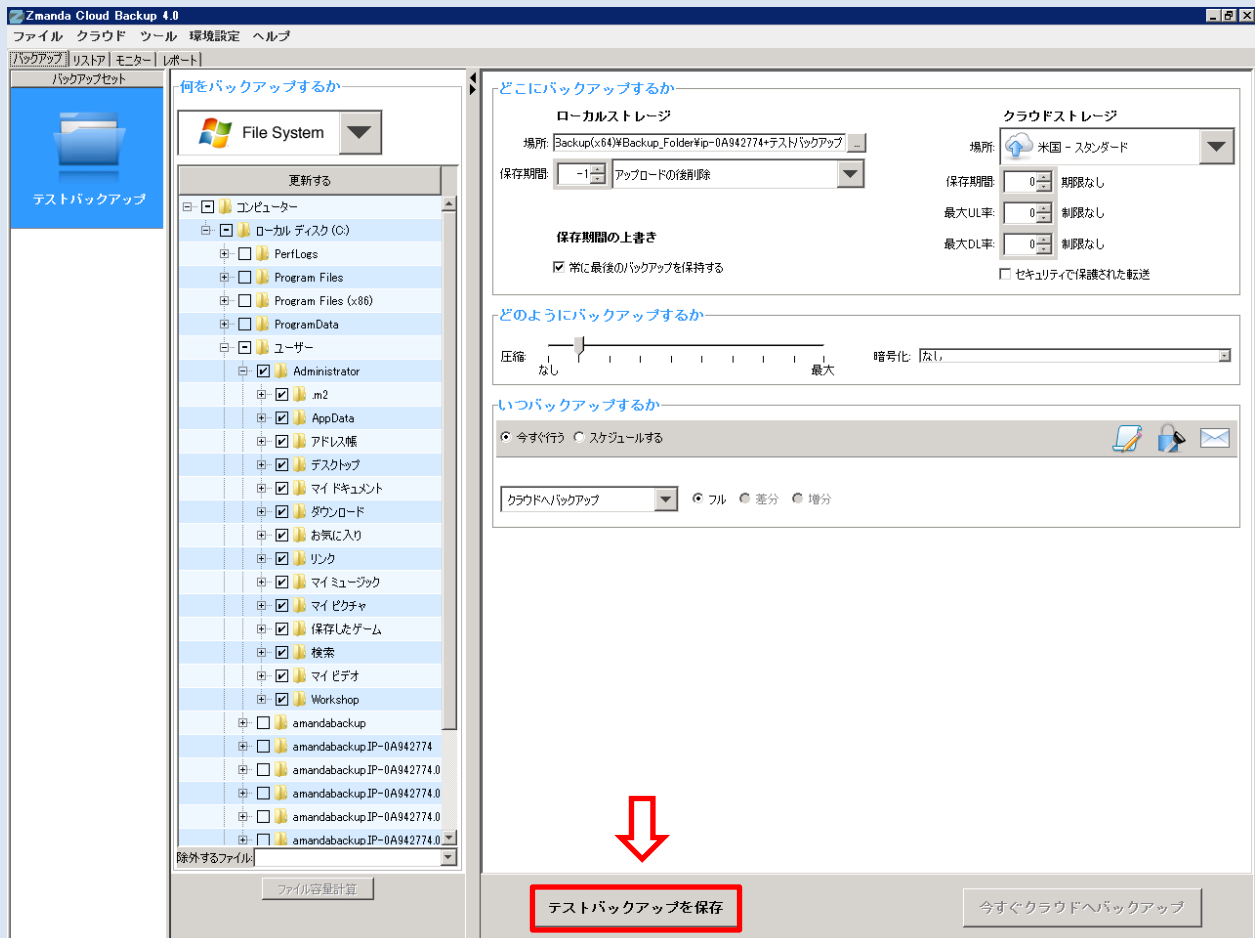 Zmanda Cloud Backup 4.0
ファイル クラウド ツール 環境設定 ヘルプ
バックアップ リストア モニター レポート
バックアップセット
テストバックアップ
何をバックアップするか
File System
更新する
コンピューター
ローカル ディスク (C:)
PerfLogs
Program Files
Program Files (x86)
ProgramData
ユーザー
Administrator
.m2
AppData
アドレス帳
デスクトップ
マイ ドキュメント
ダウンロード
お気に入り
リンク
マイ ミュージック
マイ ピクチャ
保存したゲーム
検索
マイ ビデオ
Workshop
amandabackup
amandabackup.IP-0A942774
amandabackup.IP-0A942774.0
amandabackup.IP-0A942774.0
amandabackup.IP-0A942774.0
amandabackup.IP-0A942774.0
除外するファイル:
ファイル容量計算
どこにバックアップするか
ローカルストレージ
場所: Backup(x64)¥Backup_Folder¥ip-0A942774+テストバックアップ ...
保存期間: -1 アップロードの後削除
保存期間の上書き
常に最後のバックアップを保持する
クラウドストレージ
場所: 米国 - スタンダード
保存期間: 0 期限なし
最大UL率: 0 制限なし
最大DL率: 0 制限なし
セキュリティで保護された転送
どのようにバックアップするか
圧縮:
なし 最大
暗号化: なし
いつバックアップするか
今すぐ行う スケジュールする
クラウドへバックアップ フル 差分 増分
テストバックアップを保存
今すぐクラウドへバックアップ